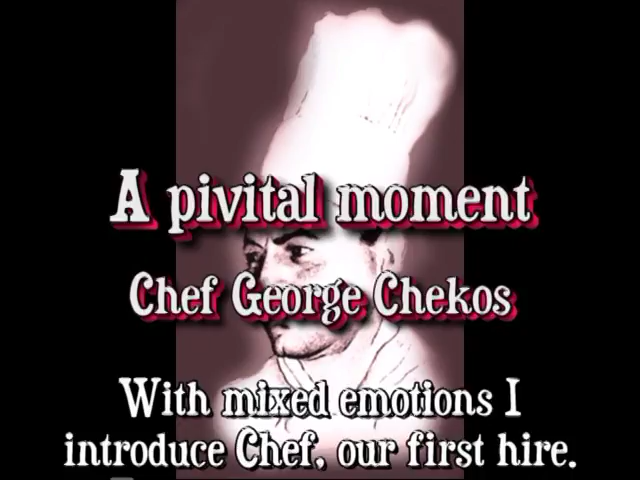 A pivital moment
Chef George Chekos
With mixed emotions I
introduce Chef, our first hire.